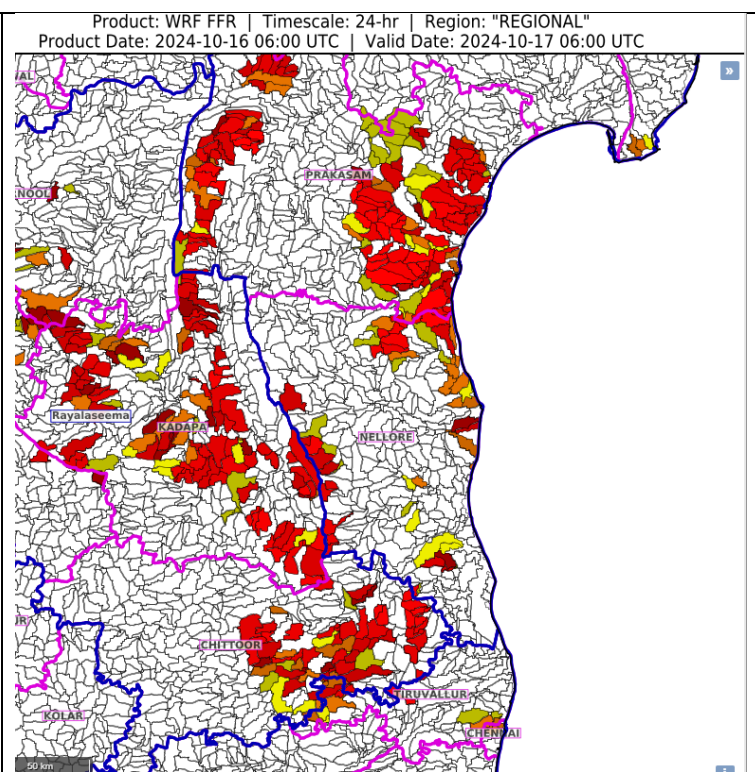 Product: WRF FFR | Timescale: 24-hr | Region: "REGIONAL"
Product Date: 2024-10-16 06:00 UTC | Valid Date: 2024-10-17 06:00 UTC
»
PRAKASAM
Rayalaseema
KADAPA
NELLORE
CHITTOOR
TIRUVALLUR
KOLAR
CHENNAI
50 km